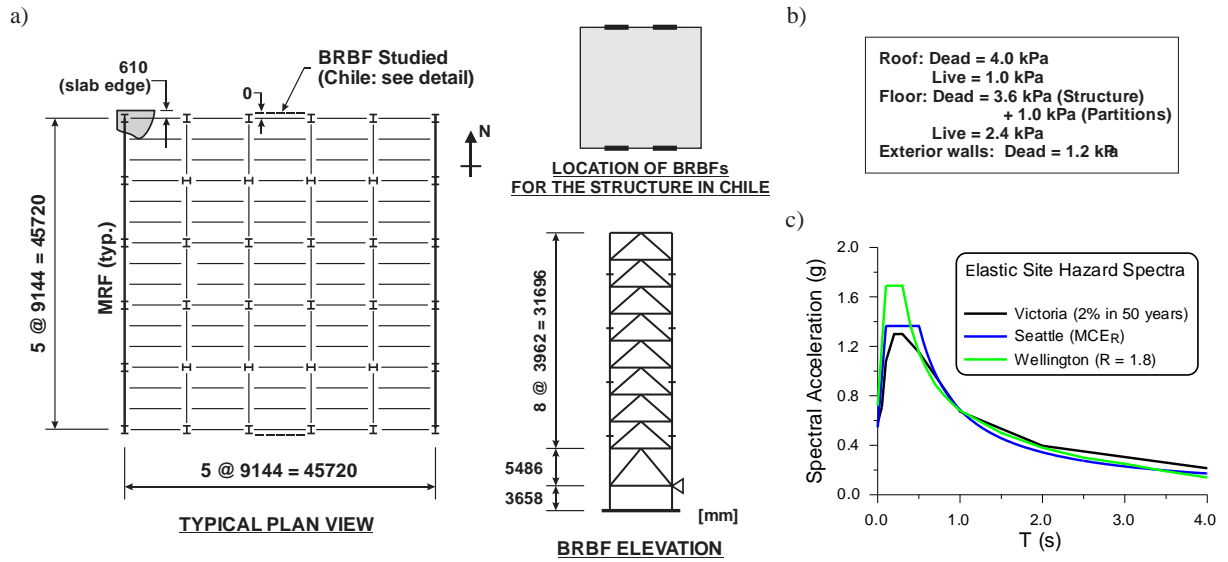 a)
610
(slab edge)
0
BRBF Studied
(Chile: see detail)
N
5 @ 9144 = 45720
MRF (typ.)
5 @ 9144 = 45720
TYPICAL PLAN VIEW
LOCATION OF BRBFs
FOR THE STRUCTURE IN CHILE
8 @ 3962 = 31696
5486
3658
[mm]
BRBF ELEVATION
b)
Roof: Dead = 4.0 kPa
Live = 1.0 kPa
Floor: Dead = 3.6 kPa (Structure)
+ 1.0 kPa (Partitions)
Live = 2.4 kPa
Exterior walls: Dead = 1.2 kPa
c)
2.0
1.6
1.2
0.8
0.4
0.0
Spectral Acceleration (g)
Elastic Site Hazard Spectra
Victoria (2% in 50 years)
Seattle (MCER)
Wellington (R = 1.8)
0.0
1.0
2.0
3.0
4.0
T (s)